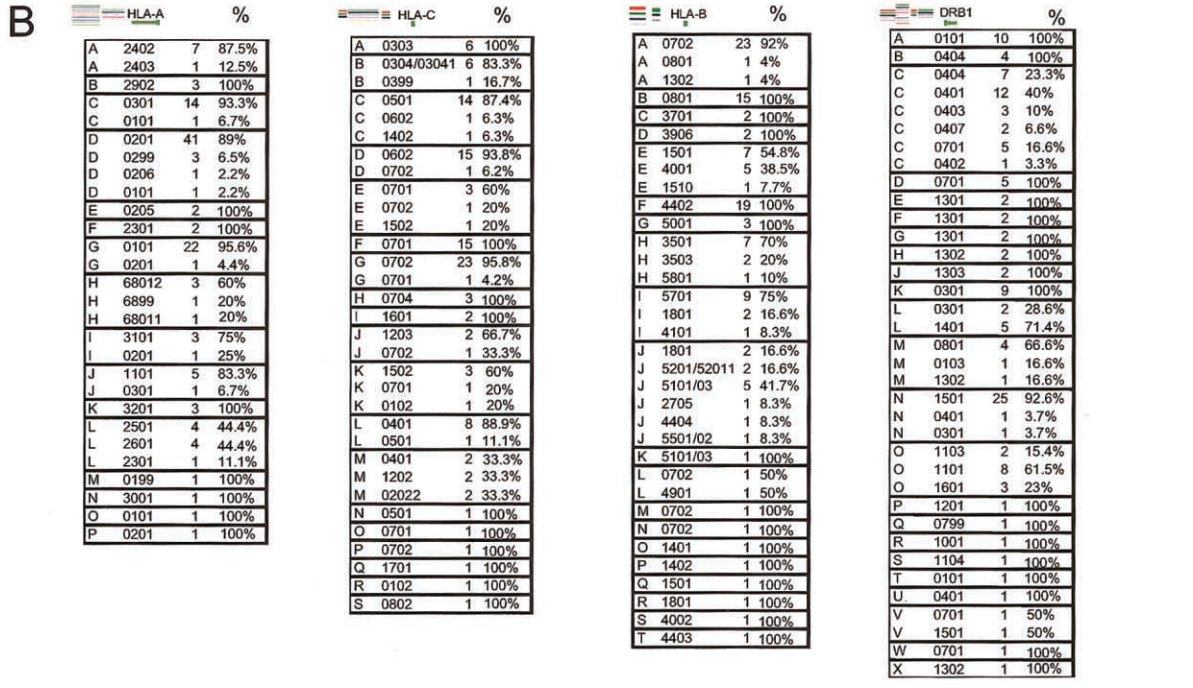 B
HLA-A %
A 2402 7 87.5%
A 2403 1 12.5%
B 2902 3 100%
C 0301 14 93.3%
C 0101 1 6.7%
D 0201 41 89%
D 0299 3 6.5%
D 0206 1 2.2%
D 0101 1 2.2%
E 0205 2 100%
F 2301 2 100%
G 0101 22 95.6%
G 0201 1 4.4%
H 68012 3 60%
H 6899 1 20%
H 68011 1 20%
I 3101 3 75%
I 0201 1 25%
J 1101 5 83.3%
J 0301 1 6.7%
K 3201 3 100%
L 2501 4 44.4%
L 2601 4 44.4%
L 2301 1 11.1%
M 0199 1 100%
N 3001 1 100%
O 0101 1 100%
P 0201 1 100%
HLA-C %
A 0303 6 100%
B 0304/03041 6 83.3%
B 0399 1 16.7%
C 0501 14 87.4%
C 0602 1 6.3%
C 1402 1 6.3%
D 0602 15 93.8%
D 0702 1 6.2%
E 0701 3 60%
E 0702 1 20%
E 1502 1 20%
F 0701 15 100%
G 0702 23 95.8%
G 0701 1 4.2%
H 0704 3 100%
I 1601 2 100%
J 1203 2 66.7%
J 0702 1 33.3%
K 1502 3 60%
K 0701 1 20%
K 0102 1 20%
L 0401 8 88.9%
L 0501 1 11.1%
M 0401 2 33.3%
M 1202 2 33.3%
M 02022 2 33.3%
N 0501 1 100%
O 0701 1 100%
P 0702 1 100%
Q 1701 1 100%
R 0102 1 100%
S 0802 1 100%
HLA-B %
A 0702 23 92%
A 0801 1 4%
A 1302 1 4%
B 0801 15 100%
C 3701 2 100%
D 3906 2 100%
E 1501 7 54.8%
E 4001 5 38.5%
E 1510 1 7.7%
F 4402 19 100%
G 5001 3 100%
H 3501 7 70%
H 3503 2 20%
H 5801 1 10%
I 5701 9 75%
I 1801 2 16.6%
I 4101 1 8.3%
J 1801 2 16.6%
J 5201/52011 2 16.6%
J 5101/03 5 41.7%
J 2705 1 8.3%
J 4404 1 8.3%
J 5501/02 1 8.3%
K 5101/03 1 100%
L 0702 1 50%
L 4901 1 50%
M 0702 1 100%
N 0702 1 100%
O 1401 1 100%
P 1402 1 100%
Q 1501 1 100%
R 1801 1 100%
S 4002 1 100%
T 4403 1 100%
DRB1 %
A 0101 10 100%
B 0404 4 100%
C 0404 7 23.3%
C 0401 12 40%
C 0403 3 10%
C 0407 2 6.6%
C 0701 5 16.6%
C 0402 1 3.3%
D 0701 5 100%
E 1301 2 100%
F 1301 2 100%
G 1301 2 100%
H 1302 2 100%
J 1303 2 100%
K 0301 9 100%
L 0301 2 28.6%
L 1401 5 71.4%
M 0801 4 66.6%
M 0103 1 16.6%
M 1302 1 16.6%
N 1501 25 92.6%
N 0401 1 3.7%
N 0301 1 3.7%
O 1103 2 15.4%
O 1101 8 61.5%
O 1601 3 23%
P 1201 1 100%
Q 0799 1 100%
R 1001 1 100%
S 1104 1 100%
T 0101 1 100%
U 0401 1 100%
V 0701 1 50%
V 1501 1 50%
W 0701 1 100%
X 1302 1 100%